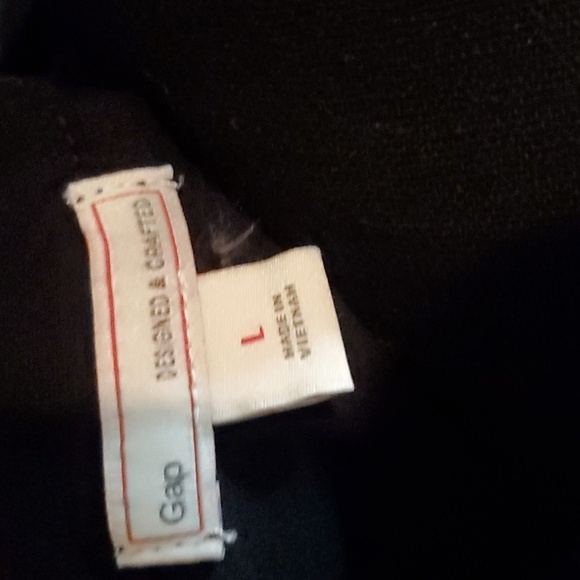 Gap DESIGNED & CRAFTED
L
MADE IN
VIETNAM